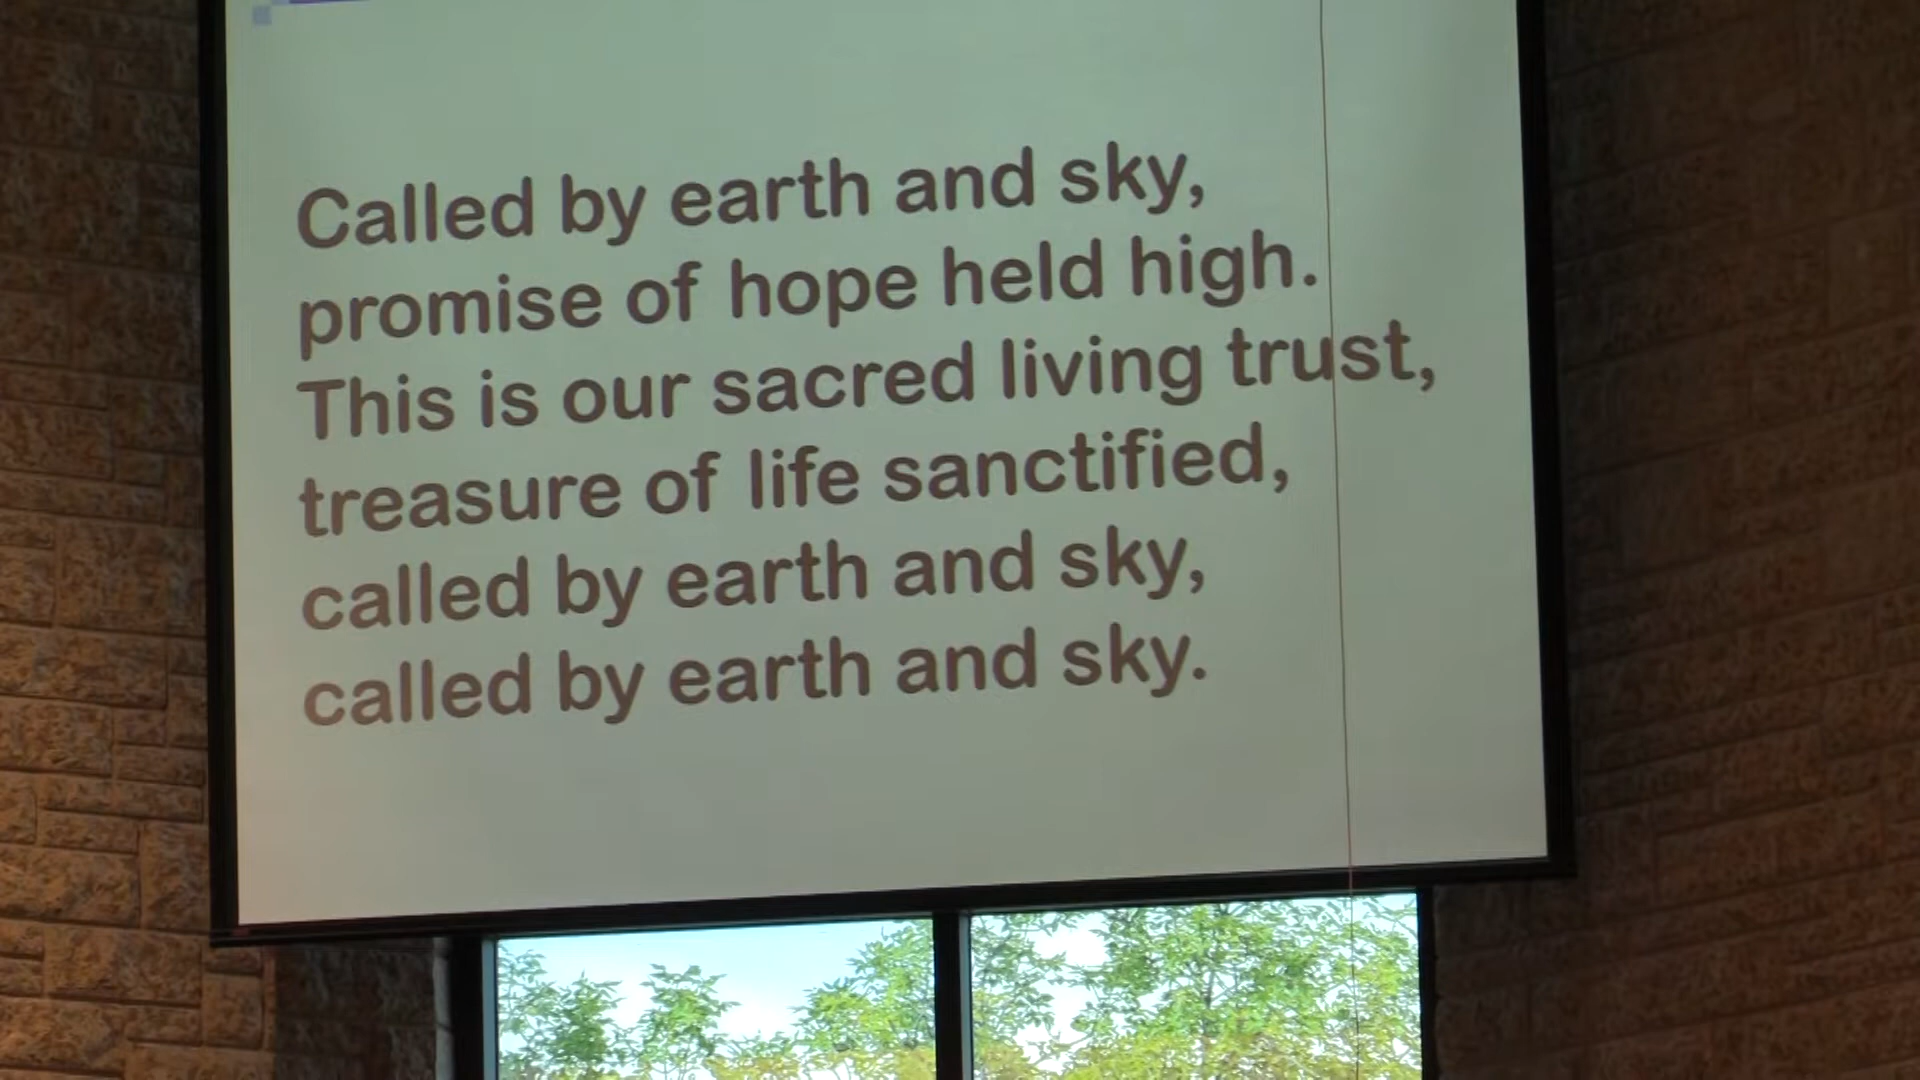 Called by earth and sky,
promise of hope held high.
This is our sacred living trust,
treasure of life sanctified,
called by earth and sky,
called by earth and sky.